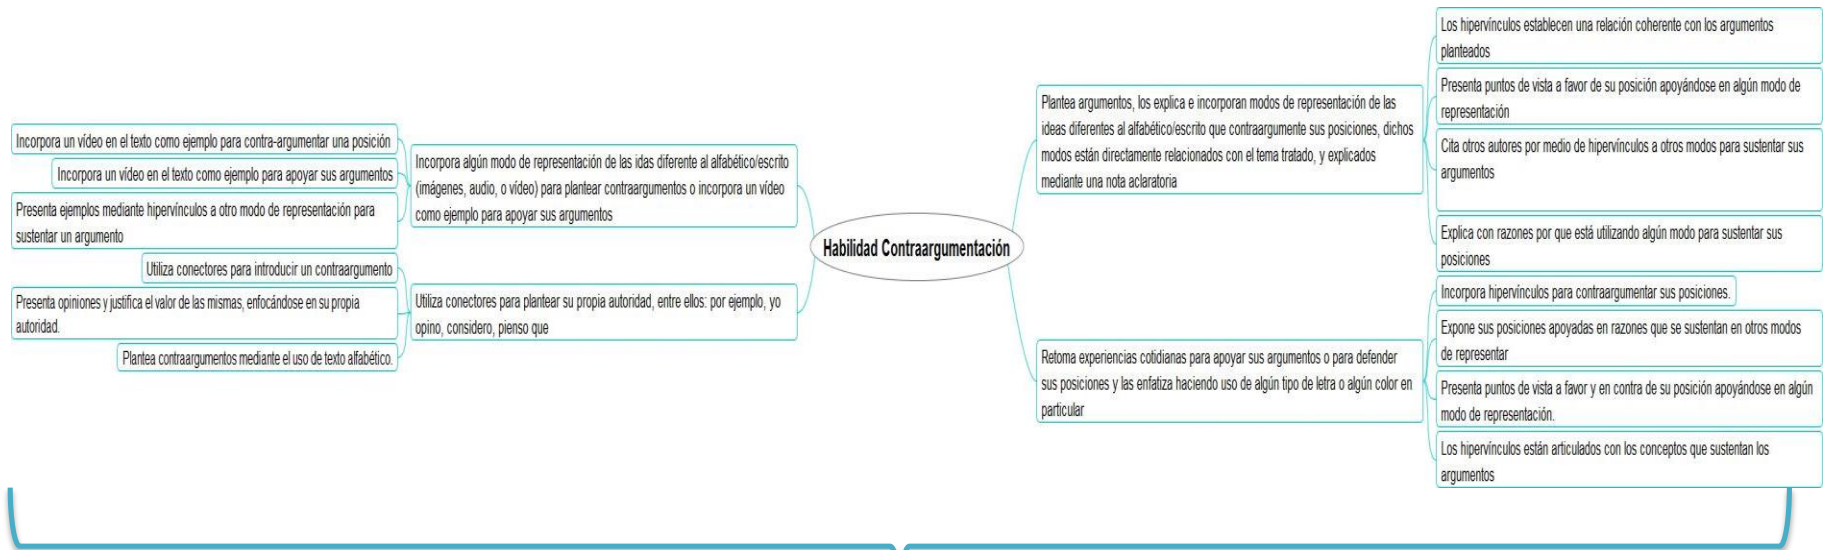 Incorpora un vídeo en el texto como ejemplo para contra-argumentar una posición
Incorpora un vídeo en el texto como ejemplo para apoyar sus argumentos
Presenta ejemplos mediante hipervínculos a otro modo de representación para
sustentar un argumento
Incorpora algún modo de representación de las idas diferente al alfabético/escrito
(imágenes, audio, o vídeo) para plantear contraargumentos o incorpora un vídeo
como ejemplo para apoyar sus argumentos
Utiliza conectores para introducir un contraargumento
Presenta opiniones y justifica el valor de las mismas, enfocándose en su propia
autoridad.
Plantea contraargumentos mediante el uso de texto alfabético.
Utiliza conectores para plantear su propia autoridad, entre ellos: por ejemplo, yo
opino, considero, pienso que
Habilidad Contraargumentación
Plantea argumentos, los explica e incorporan modos de representación de las
ideas diferentes al alfabético/escrito que contraargumente sus posiciones, dichos
modos están directamente relacionados con el tema tratado, y explicados
mediante una nota aclaratoria
Los hipervínculos establecen una relación coherente con los argumentos
planteados
Presenta puntos de vista a favor de su posición apoyándose en algún modo de
representación
Cita otros autores por medio de hipervínculos a otros modos para sustentar sus
argumentos
Explica con razones por que está utilizando algún modo para sustentar sus
posiciones
Retoma experiencias cotidianas para apoyar sus argumentos o para defender
sus posiciones y las enfatiza haciendo uso de algún tipo de letra o algún color en
particular
Incorpora hipervínculos para contraargumentar sus posiciones.
Expone sus posiciones apoyadas en razones que se sustentan en otros modos
de representar
Presenta puntos de vista a favor y en contra de su posición apoyándose en algún
modo de representación.
Los hipervínculos están articulados con los conceptos que sustentan los
argumentos